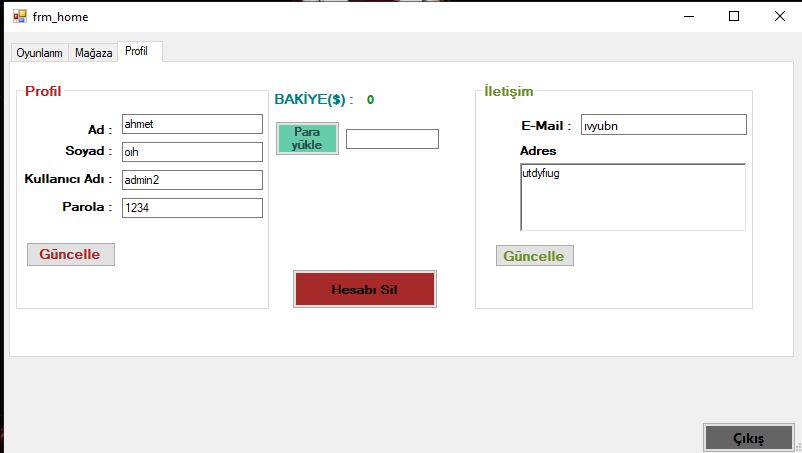 frm_home
Oyunlarım Mağaza Profil
Profil
Ad : ahmet
Soyad : oıh
Kullanıcı Adı : admin2
Parola : 1234
Güncelle
BAKİYE($) : 0
Para
yükle
Hesabı Sil
İletişim
E-Mail : ıvyubn
Adres
utdyfıug
Güncelle
Çıkış